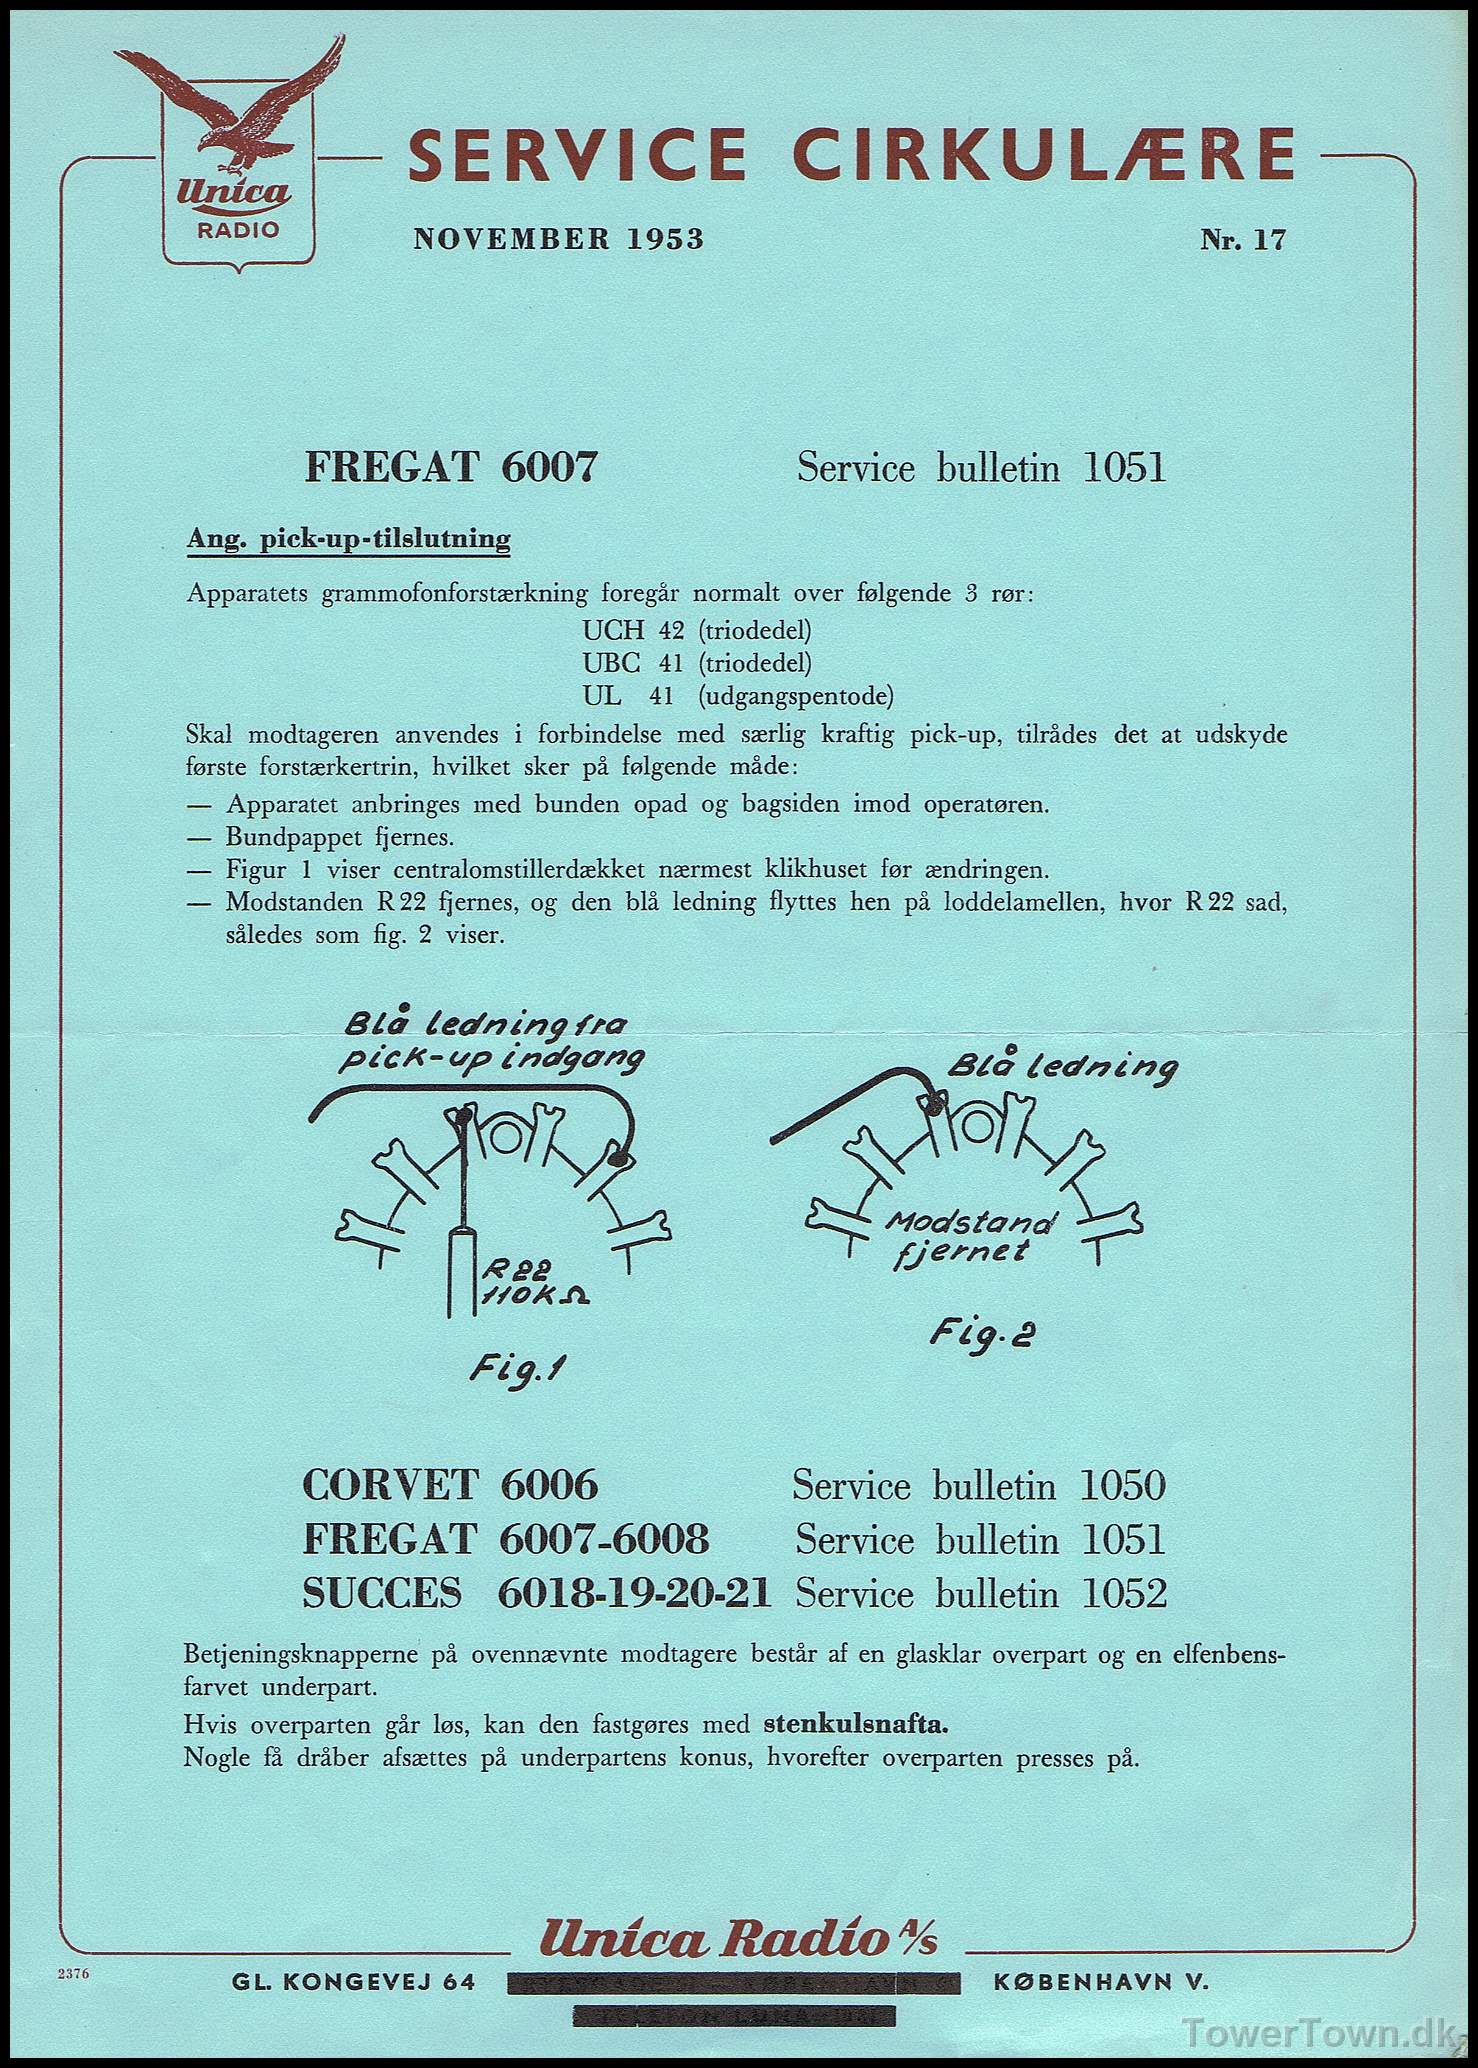 Unica
RADIO
SERVICE CIRKULÆRE
NOVEMBER 1953 Nr. 17
FREGAT 6007 Service bulletin 1051
Ang. pick-up-tilslutning
Apparatets grammofonforstærkning foregår normalt over følgende 3 rør:
UCH 42 (triodedel)
UBC 41 (triodedel)
UL 41 (udgangspentode)
Skal modtageren anvendes i forbindelse med særlig kraftig pick-up, tilrådes det at udskyde
første forstærkertrin, hvilket sker på følgende måde:
— Apparatet anbringes med bunden opad og bagsiden imod operatøren.
— Bundpappet fjernes.
— Figur 1 viser centralomstillerdækket nærmest klikhuset før ændringen.
— Modstanden R 22 fjernes, og den blå ledning flyttes hen på loddelamellen, hvor R 22 sad,
således som fig. 2 viser.
Blå ledning fra
pick-up indgang
R 22
110KΩ
Fig. 1
Blå ledning
Modstand
fjernet
Fig. 2
CORVET 6006 Service bulletin 1050
FREGAT 6007-6008 Service bulletin 1051
SUCCES 6018-19-20-21 Service bulletin 1052
Betjeningsknapperne på ovennævnte modtagere består af en glasklar overpart og en elfenbens-
farvet underpart.
Hvis overparten går løs, kan den fastgøres med stenkulsnafta.
Nogle få dråber afsættes på underpartens konus, hvorefter overparten presses på.
Unica Radio A/S
2376
GL. KONGEVEJ 64 KØBENHAVN V.
TowerTown.dk